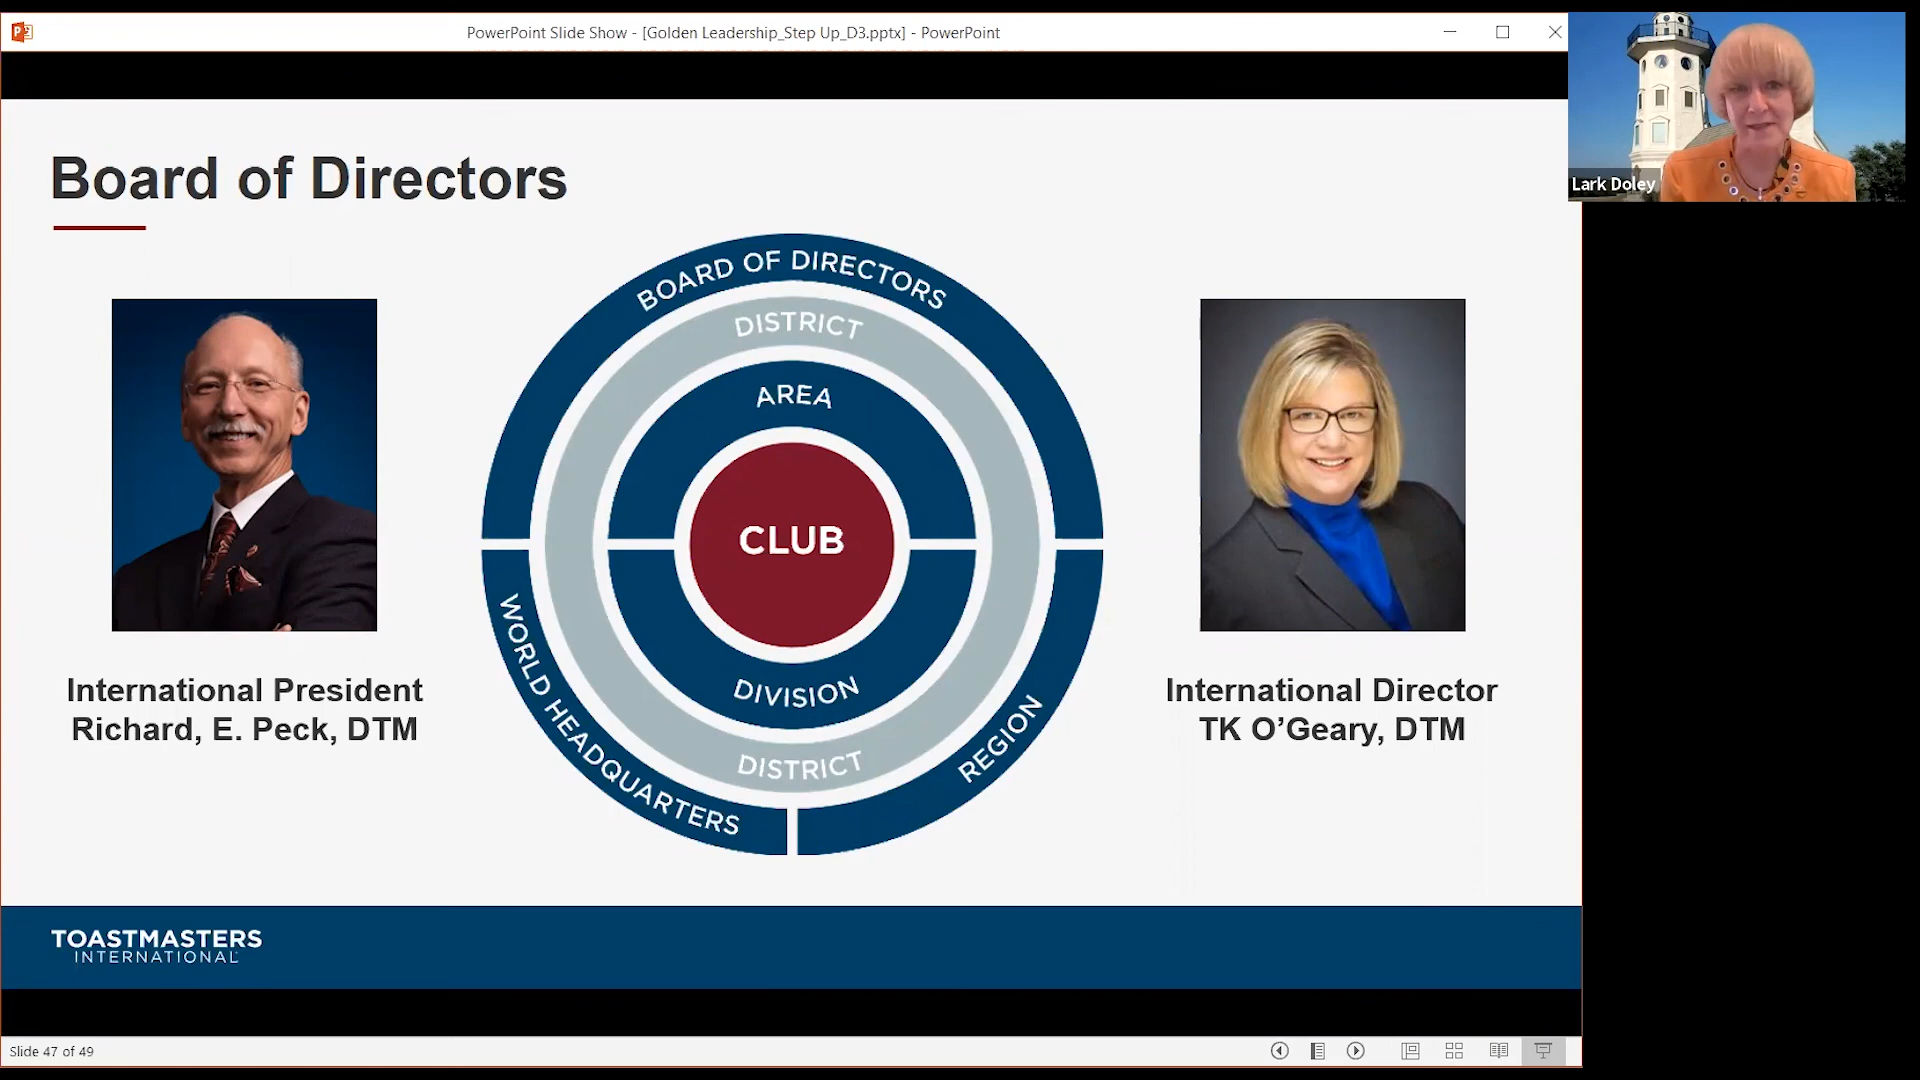 PowerPoint Slide Show - [Golden Leadership_Step Up_D3.pptx] - PowerPoint
Lark Doley
Board of Directors
BOARD OF DIRECTORS
DISTRICT
AREA
CLUB
DIVISION
DISTRICT
WORLD HEADQUARTERS
REGION
International President
Richard, E. Peck, DTM
International Director
TK O’Geary, DTM
TOASTMASTERS
INTERNATIONAL
Slide 47 of 49